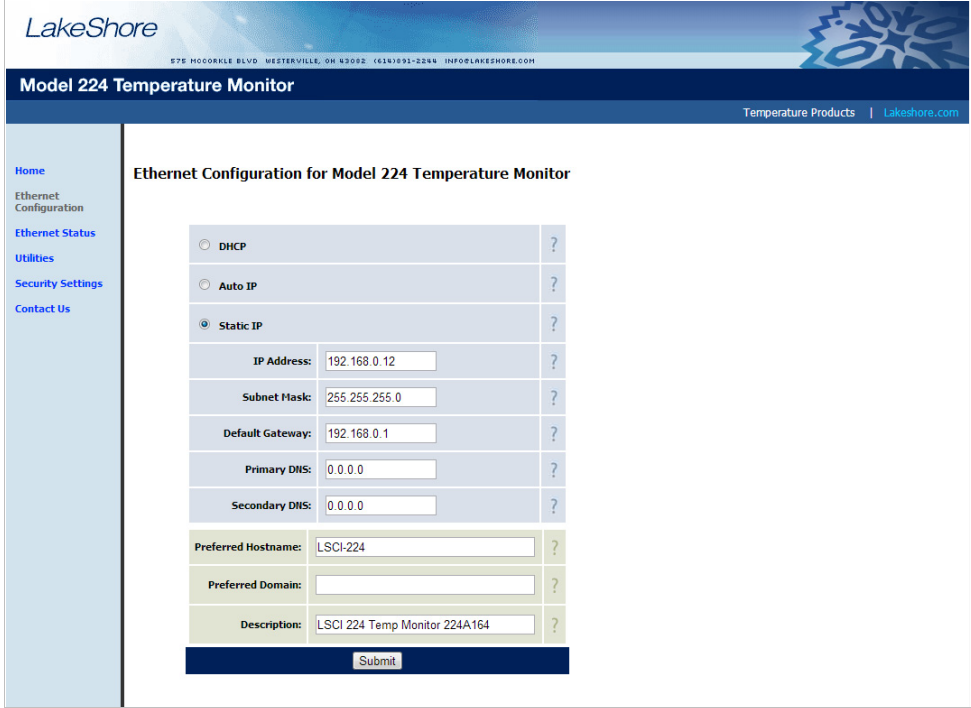 LakeShore
575 MCCORKLE BLVD WESTERVILLE, OH 43082 (614)891-2244 INFO@LAKESHORE.COM
Model 224 Temperature Monitor
Temperature Products | Lakeshore.com
Home
Ethernet
Configuration
Ethernet Status
Utilities
Security Settings
Contact Us
Ethernet Configuration for Model 224 Temperature Monitor
DHCP ?
Auto IP ?
Static IP ?
IP Address: 192.168.0.12 ?
Subnet Mask: 255.255.255.0 ?
Default Gateway: 192.168.0.1 ?
Primary DNS: 0.0.0.0 ?
Secondary DNS: 0.0.0.0 ?
Preferred Hostname: LSCI-224 ?
Preferred Domain: ?
Description: LSCI 224 Temp Monitor 224A164 ?
Submit